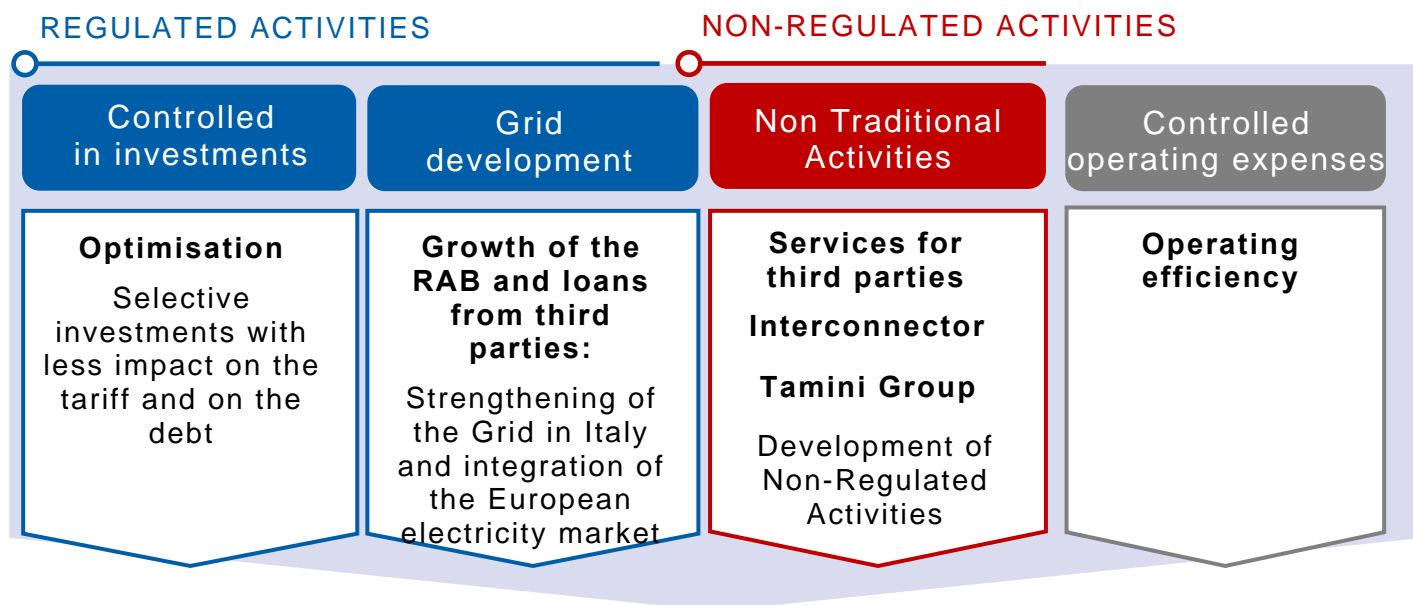 REGULATED ACTIVITIES
NON-REGULATED ACTIVITIES
Controlled
in investments
Optimisation
Selective
investments with
less impact on the
tariff and on the
debt
Grid
development
Growth of the
RAB and loans
from third
parties:
Strengthening of
the Grid in Italy
and integration of
the European
electricity market
Non Traditional
Activities
Services for
third parties
Interconnector
Tamini Group
Development of
Non-Regulated
Activities
Controlled
operating expenses
Operating
efficiency